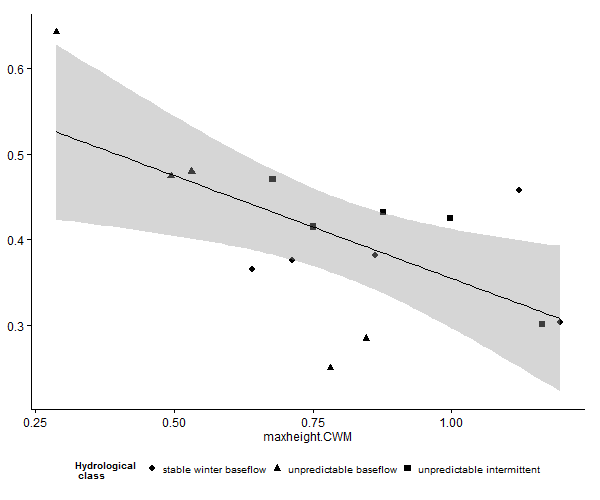 0.6
0.5
0.4
0.3
0.25 0.50 0.75 1.00
maxheight.CWM
Hydrological class stable winter baseflow unpredictable baseflow unpredictable intermittent